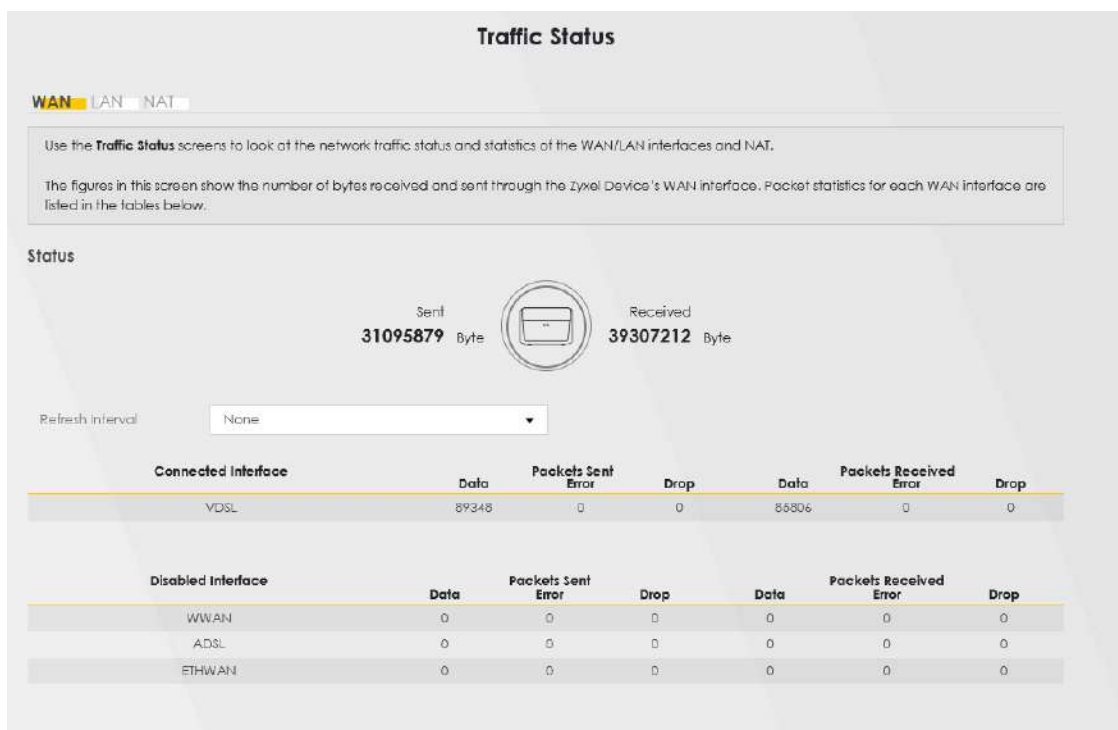 Traffic Status
WAN LAN NAT
Use the Traffic Status screens to look at the network traffic status and statistics of the WAN/LAN interfaces and NAT.
The figures in this screen show the number of bytes received and sent through the Zyxel Device's WAN interface. Packet statistics for each WAN interface are
listed in the tables below.
Status
Sent Received
31095879 Byte 39307212 Byte
Refresh Interval None
Connected Interface Packets Sent Packets Received
Data Error Drop Data Error Drop
VDSL 89348 0 0 0 0
Disabled Interface Packets Sent Packets Received
Data Error Drop Data Error Drop
WWAN 0 0 0 0 0 0
ADSL 0 0 0 0 0 0
ETHWAN 0 0 0 0 0 0